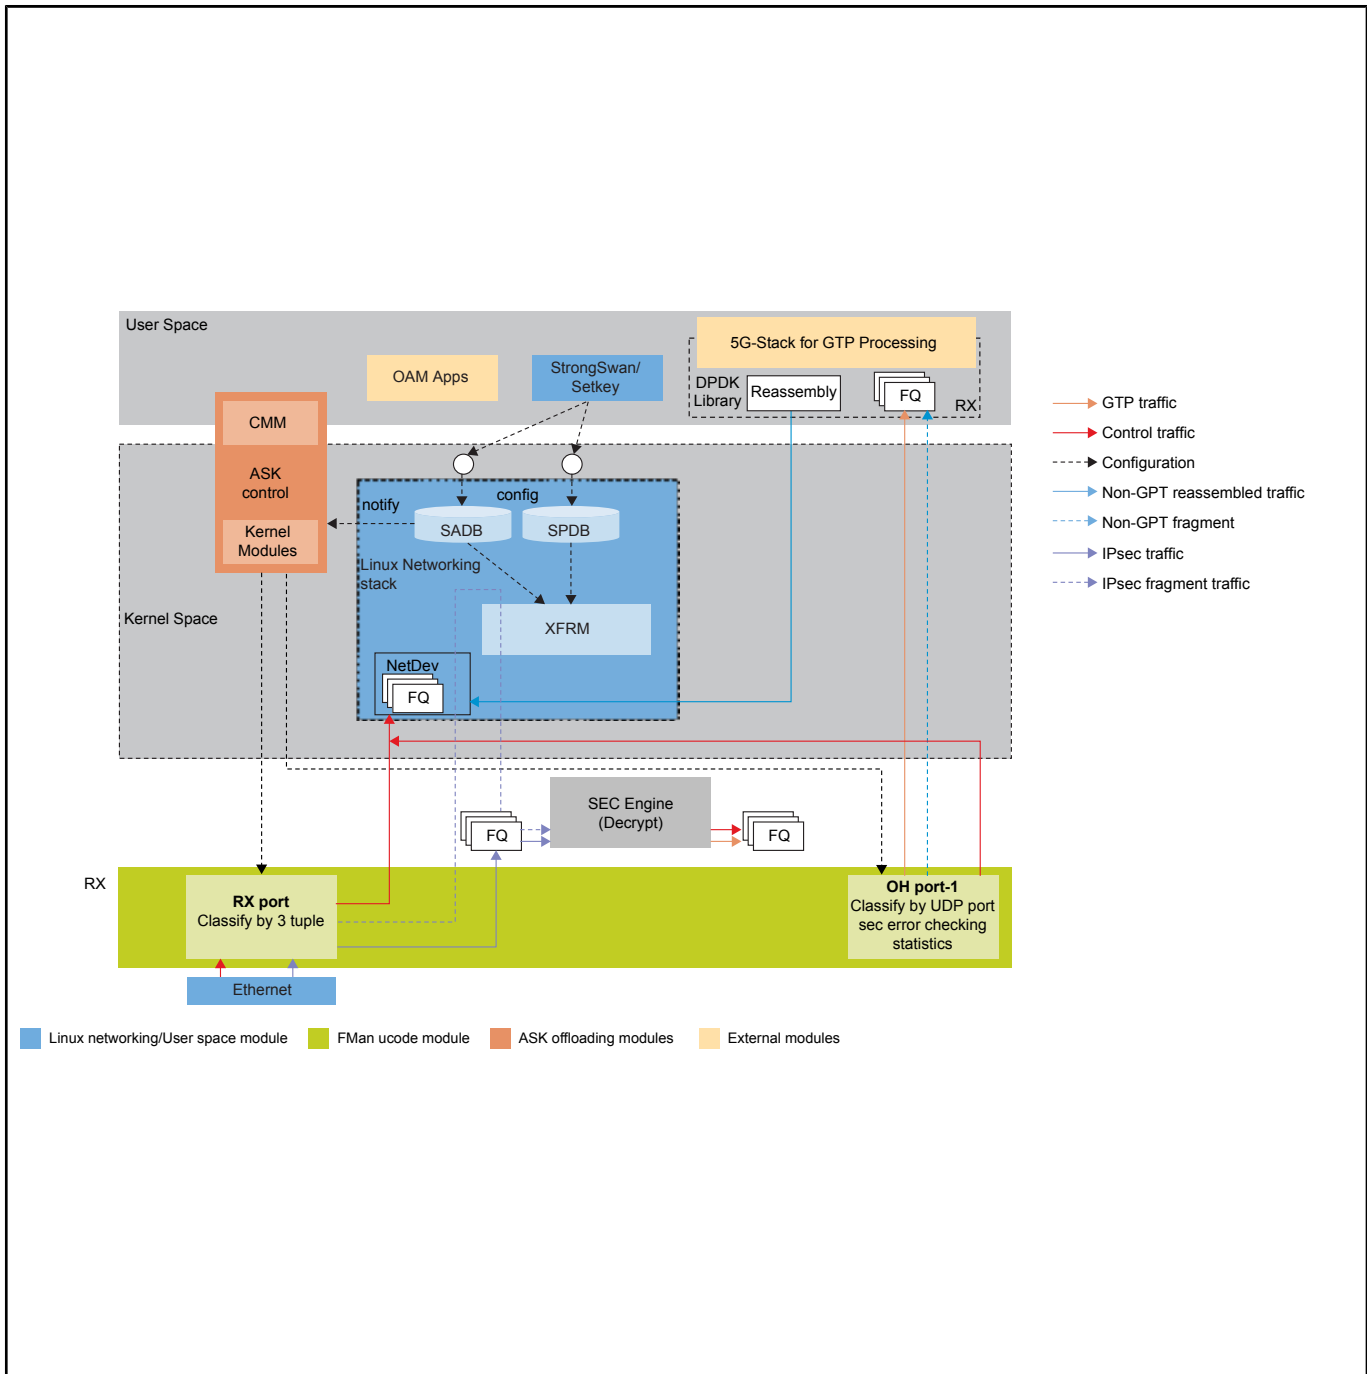 User Space
5G-Stack for GTP Processing
OAM Apps
StrongSwan/
Setkey
DPDK
Library
Reassembly
FQ
RX
CMM
ASK
control
Kernel
Modules
notify
config
SADB
SPDB
Linux Networking
stack
XFRM
Kernel Space
NetDev
FQ
GTP traffic
Control traffic
Configuration
Non-GPT reassembled traffic
Non-GPT fragment
IPsec traffic
IPsec fragment traffic
SEC Engine
(Decrypt)
FQ
FQ
RX
RX port
Classify by 3 tuple
OH port-1
Classify by UDP port
sec error checking
statistics
Ethernet
Linux networking/User space module
FMan ucode module
ASK offloading modules
External modules